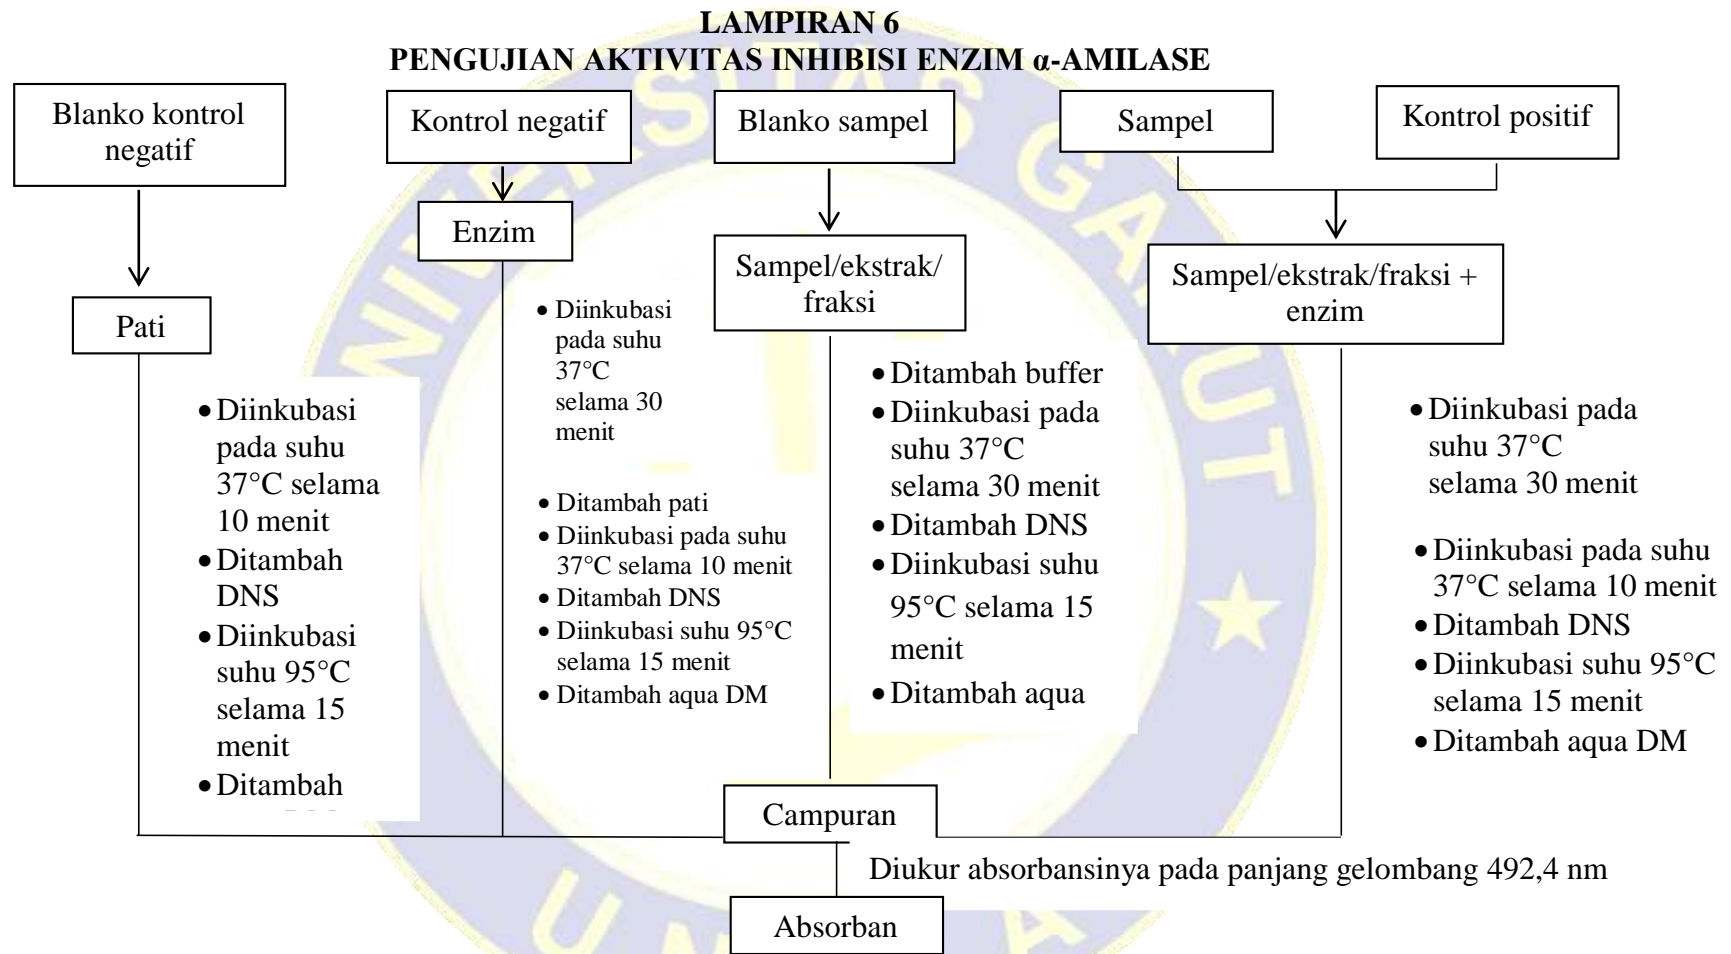 LAMPIRAN 6
PENGUJIAN AKTIVITAS INHIBISI ENZIM α-AMILASE
Blanko kontrol
negatif
Kontrol negatif
Blanko sampel
Sampel
Kontrol positif
Pati
• Diinkubasi
pada suhu
37°C selama
10 menit
• Ditambah
DNS
• Diinkubasi
suhu 95°C
selama 15
menit
• Ditambah
Enzim
• Diinkubasi
pada suhu
37°C
selama 30
menit
• Ditambah pati
• Diinkubasi pada suhu
37°C selama 10 menit
• Ditambah DNS
• Diinkubasi suhu 95°C
selama 15 menit
• Ditambah aqua DM
Sampel/ekstrak/
fraksi
• Ditambah buffer
• Diinkubasi pada
suhu 37°C
selama 30 menit
• Ditambah DNS
• Diinkubasi suhu
95°C selama 15
menit
• Ditambah aqua
Sampel/ekstrak/fraksi +
enzim
• Diinkubasi pada
suhu 37°C
selama 30 menit
• Diinkubasi pada suhu
37°C selama 10 menit
• Ditambah DNS
• Diinkubasi suhu 95°C
selama 15 menit
• Ditambah aqua DM
Campuran
Diukur absorbansinya pada panjang gelombang 492,4 nm
Absorban